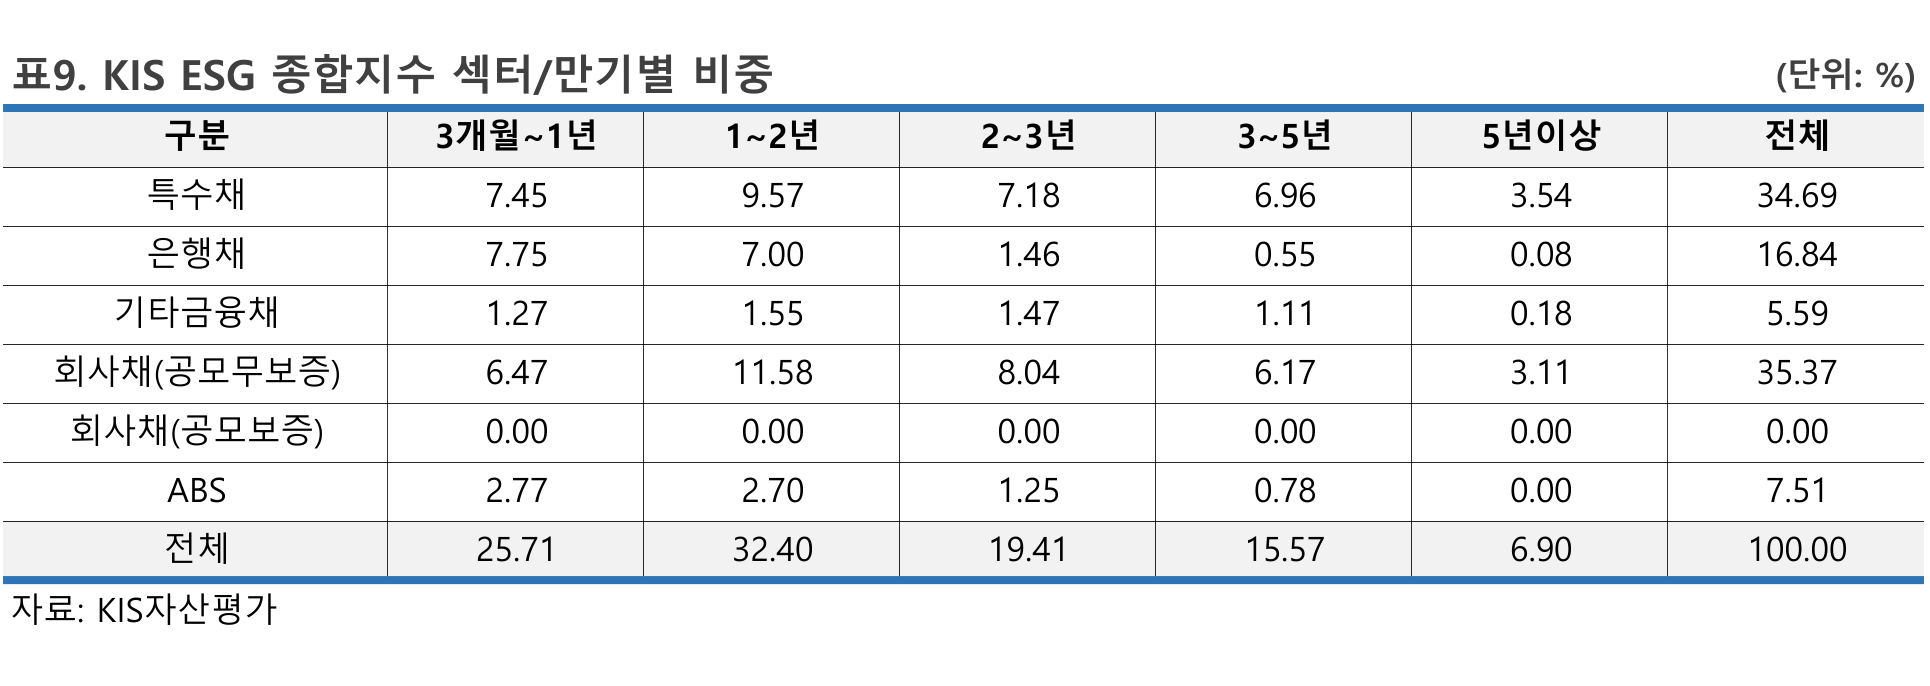 표9. KIS ESG 종합지수 섹터/만기별 비중 (단위: %)
구분 3개월~1년 1~2년 2~3년 3~5년 5년이상 전체
특수채 7.45 9.57 7.18 6.96 3.54 34.69
은행채 7.75 7.00 1.46 0.55 0.08 16.84
기타금융채 1.27 1.55 1.47 1.11 0.18 5.59
회사채(공모무보증) 6.47 11.58 8.04 6.17 3.11 35.37
회사채(공모보증) 0.00 0.00 0.00 0.00 0.00 0.00
ABS 2.77 2.70 1.25 0.78 0.00 7.51
전체 25.71 32.40 19.41 15.57 6.90 100.00
자료: KIS자산평가